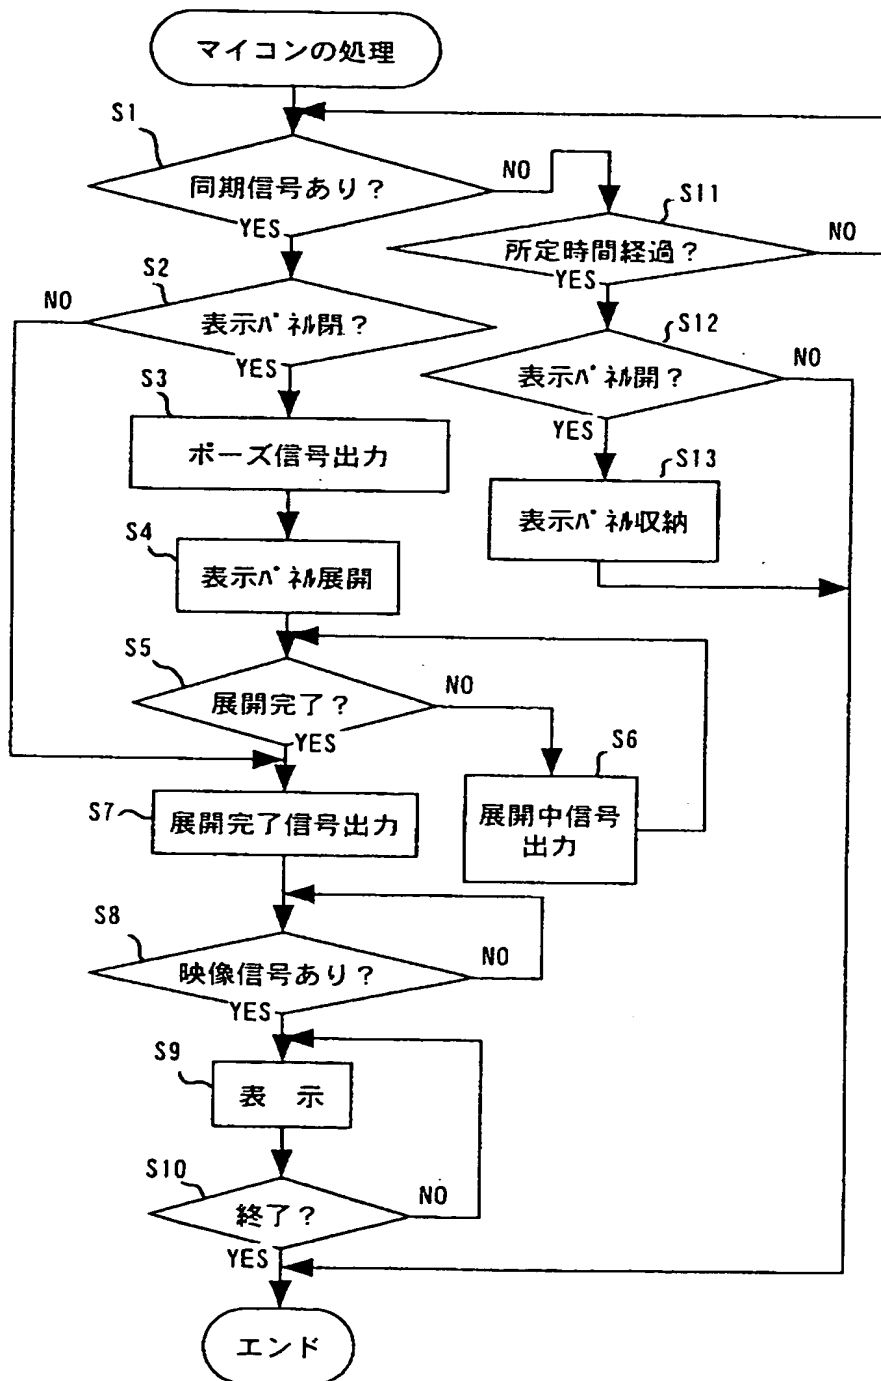 マイコンの処理
S1
同期信号あり?
NO
YES
S11
所定時間経過?
NO
YES
S2
NO
表示パネル閉?
YES
S12
表示パネル開?
NO
YES
S3
ポーズ信号出力
S13
表示パネル収納
S4
表示パネル展開
S5
展開完了?
NO
YES
S6
展開中信号
出力
S7
展開完了信号出力
S8
映像信号あり?
NO
YES
S9
表 示
S10
終了?
NO
YES
エンド